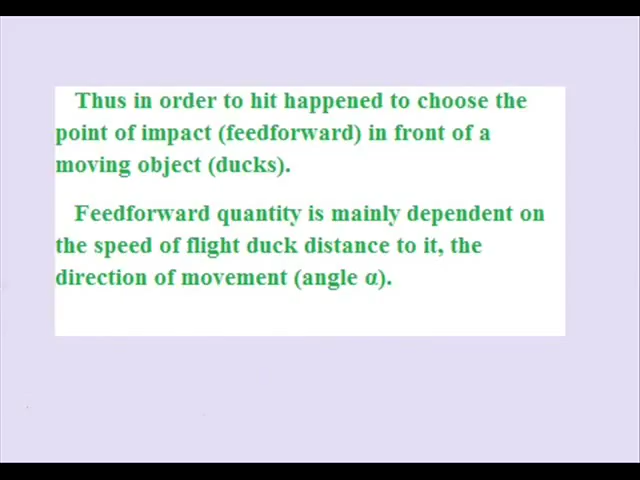 Thus in order to hit happened to choose the
point of impact (feedforward) in front of a
moving object (ducks).
Feedforward quantity is mainly dependent on
the speed of flight duck distance to it, the
direction of movement (angle α).